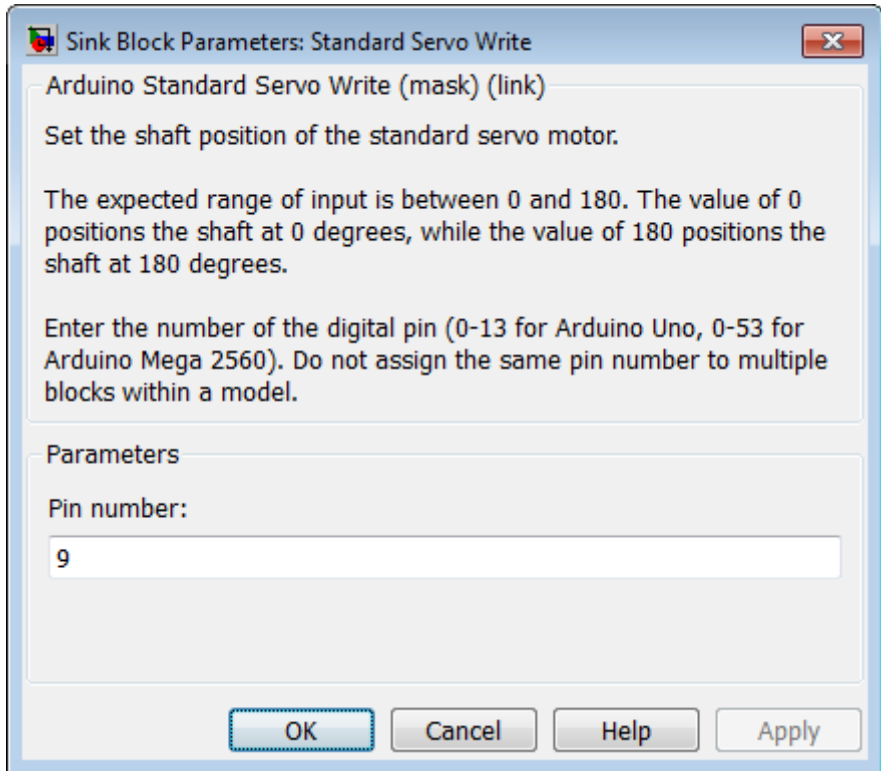 Sink Block Parameters: Standard Servo Write
Arduino Standard Servo Write (mask) (link)
Set the shaft position of the standard servo motor.
The expected range of input is between 0 and 180. The value of 0
positions the shaft at 0 degrees, while the value of 180 positions the
shaft at 180 degrees.
Enter the number of the digital pin (0-13 for Arduino Uno, 0-53 for
Arduino Mega 2560). Do not assign the same pin number to multiple
blocks within a model.
Parameters
Pin number:
9
OK Cancel Help Apply